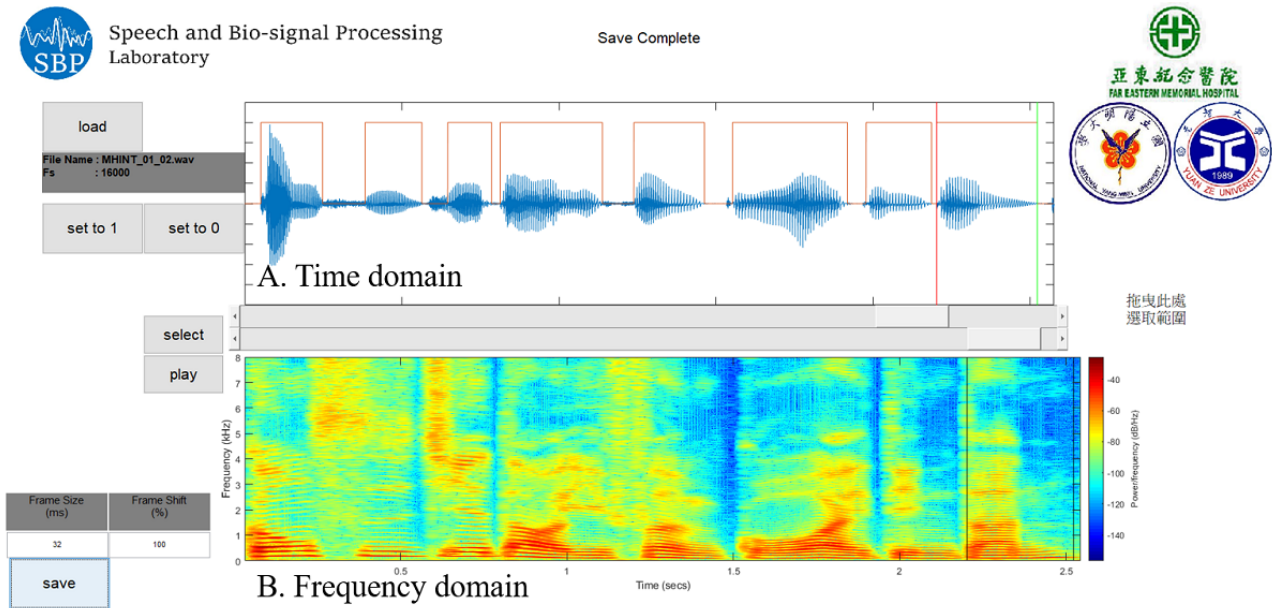 SBP
Speech and Bio-signal Processing
Laboratory
Save Complete
亞東紀念醫院
FAR EASTERN MEMORIAL HOSPITAL
load
File Name : MHINT_01_02.wav
Fs : 16000
set to 1
set to 0
A. Time domain
NATIONAL YANG MING UNIVERSITY
YUAN ZE UNIVERSITY
1989
拖曳此處
選取範圍
select
play
8
7
6
5
4
3
2
1
0
Frequency (kHz)
0.5
1
1.5
2
2.5
Time (secs)
-40
-60
-80
-100
-120
-140
Power/frequency (dB/Hz)
Frame Size
(ms)
Frame Shift
(%)
32
100
save
B. Frequency domain